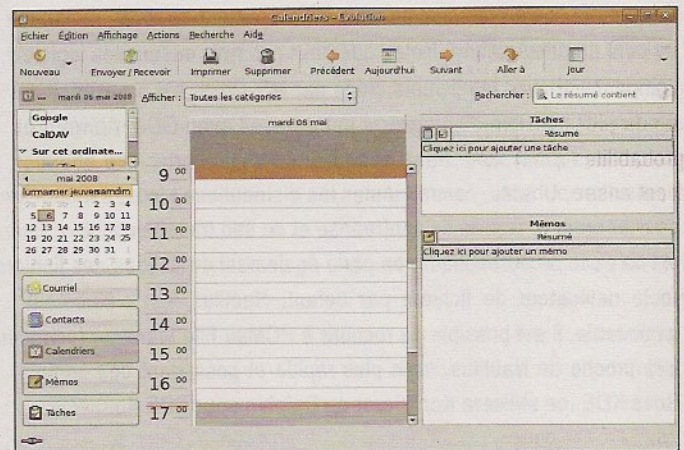 Calendriers - Evolution
Fichier Édition Affichage Actions Recherche Aide
Nouveau Envoyer / Recevoir Imprimer Supprimer Précédent Aujourd'hui Suivant Aller à Jour
mardi 06 mai 2008 Afficher : Toutes les catégories Rechercher : Le résumé contient
Google
CalDAV
Sur cet ordinate...
mai 2008
lun mar mer jeu ven sam dim
1 2 3 4
5 6 7 8 9 10 11
12 13 14 15 16 17 18
19 20 21 22 23 24 25
26 27 28 29 30 31
Courriel
Contacts
Calendriers
Mémos
Tâches
mardi 06 mai
9 00
10 00
11 00
12 00
13 00
14 00
15 00
16 00
17 00
Tâches
Résumé
Cliquez ici pour ajouter une tâche
Mémos
Résumé
Cliquez ici pour ajouter un mémo